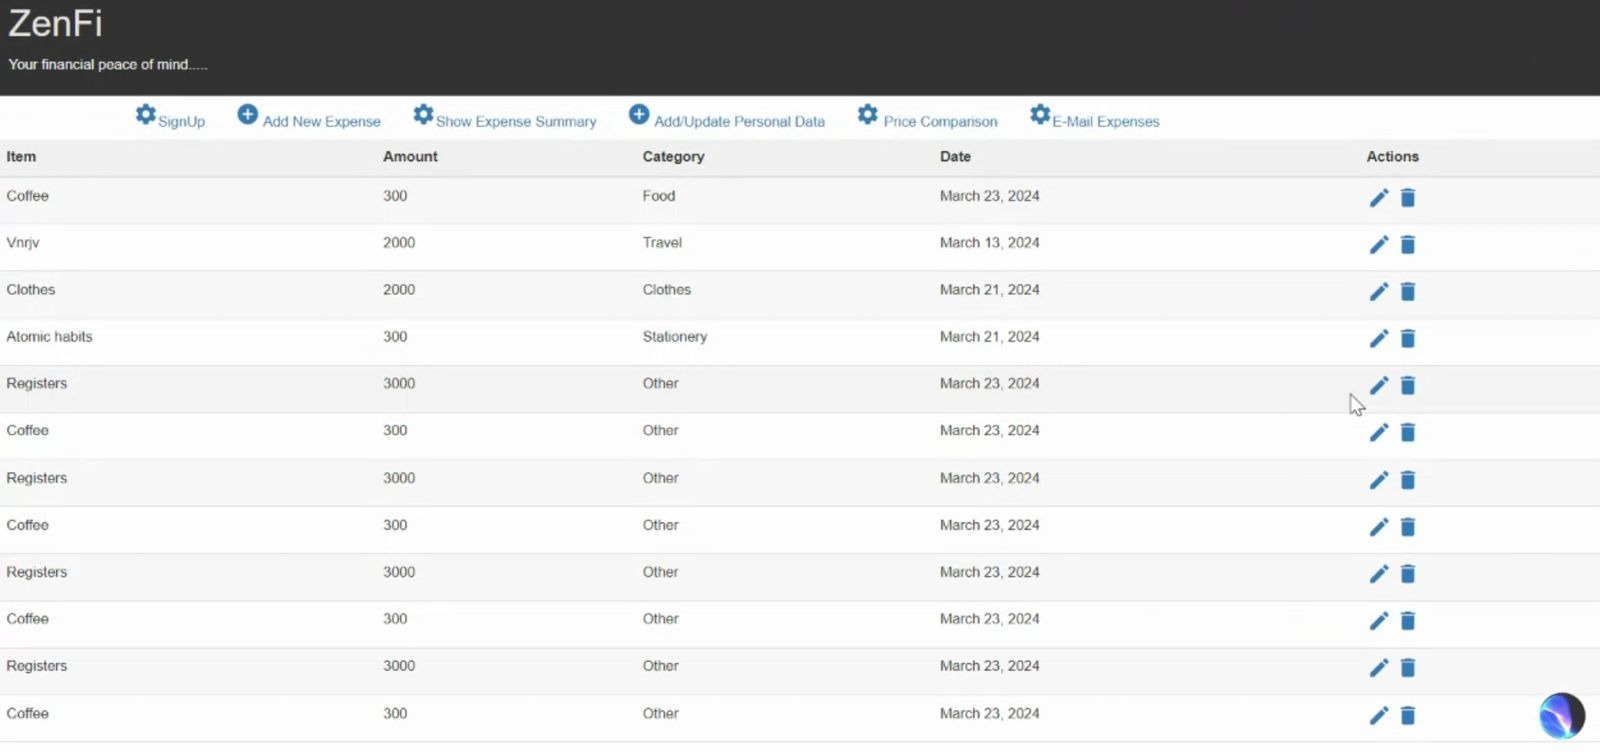 ZenFi
Your financial peace of mind.....
SignUp Add New Expense Show Expense Summary Add/Update Personal Data Price Comparison E-Mail Expenses
Item Amount Category Date Actions
Coffee 300 Food March 23, 2024
Vnrjv 2000 Travel March 13, 2024
Clothes 2000 Clothes March 21, 2024
Atomic habits 300 Stationery March 21, 2024
Registers 3000 Other March 23, 2024
Coffee 300 Other March 23, 2024
Registers 3000 Other March 23, 2024
Coffee 300 Other March 23, 2024
Registers 3000 Other March 23, 2024
Coffee 300 Other March 23, 2024
Registers 3000 Other March 23, 2024
Coffee 300 Other March 23, 2024